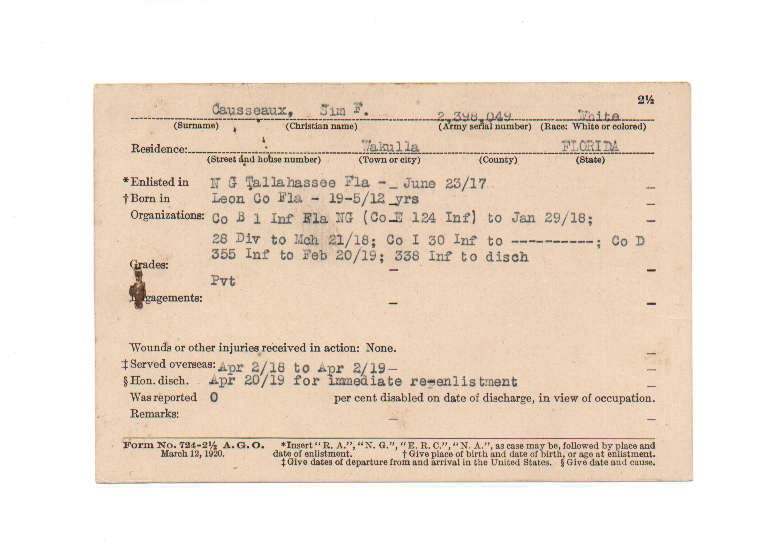 2½
Causseaux, Jim F. 2,398,049 White
(Surname) (Christian name) (Army serial number) (Race: White or colored)
Residence: Wakulla FLORIDA
(Street and house number) (Town or city) (County) (State)
*Enlisted in N G Tallahassee Fla - June 23/17
†Born in Leon Co Fla - 19-5/12 yrs
Organizations: Co B 1 Inf Fla NG (Co E 124 Inf) to Jan 29/18;
28 Div to Mch 21/18; Co I 30 Inf to ----------; Co D
355 Inf to Feb 20/19; 338 Inf to disch
Grades:
Pvt
Engagements:
Wounds or other injuries received in action: None.
‡Served overseas: Apr 2/18 to Apr 2/19-
§Hon. disch. Apr 20/19 for immediate re-enlistment
Was reported 0 per cent disabled on date of discharge, in view of occupation.
Remarks:
Form No. 724-2½ A. G. O. *Insert "R. A.", "N. G.", "E. R. C.", "N. A.", as case may be, followed by place and
March 12, 1920. date of enlistment. †Give place of birth and date of birth, or age at enlistment.
‡Give dates of departure from and arrival in the United States. §Give date and cause.